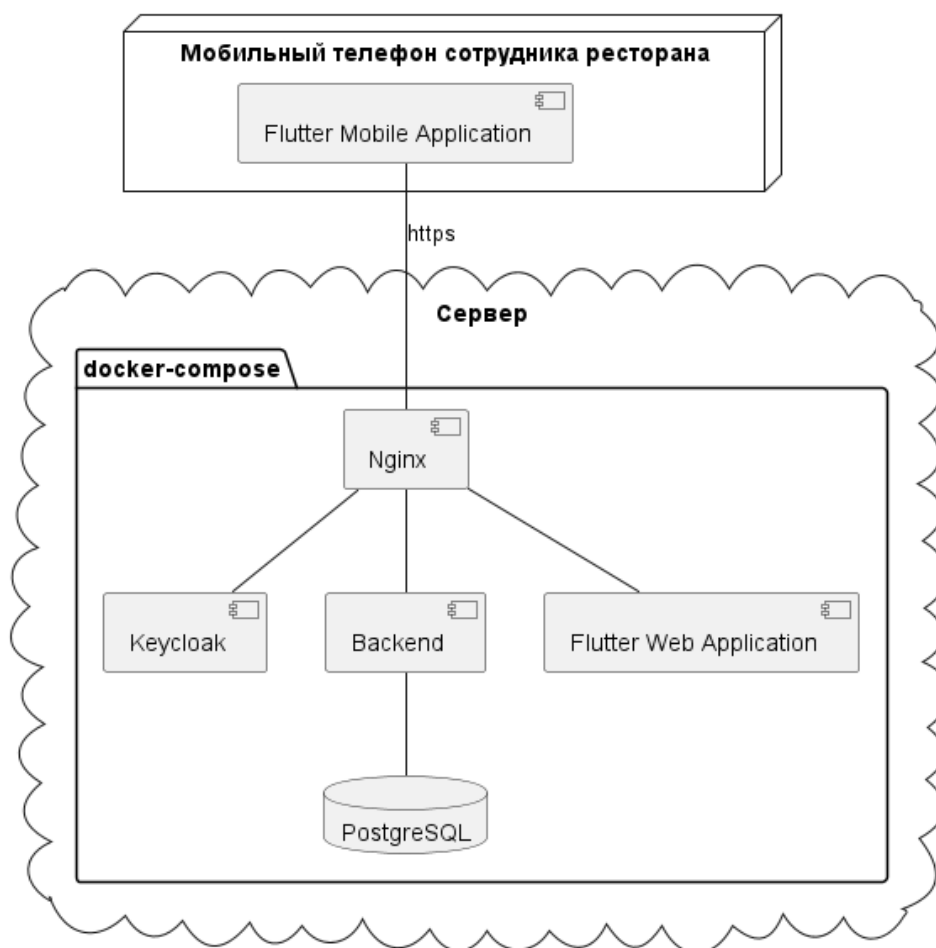 Мобильный телефон сотрудника ресторана
Flutter Mobile Application
https
Сервер
docker-compose
Nginx
Keycloak
Backend
Flutter Web Application
PostgreSQL